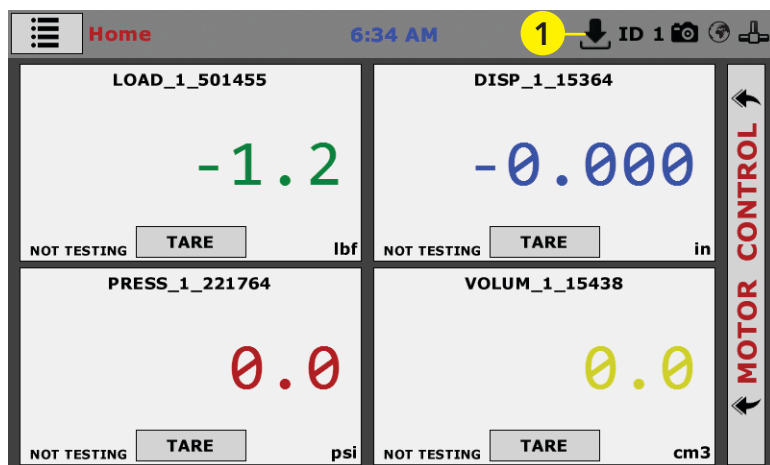 Home 6:34 AM 1 ID 1
LOAD_1_501455
-1.2
NOT TESTING TARE lbf
DISP_1_15364
-0.000
NOT TESTING TARE in
PRESS_1_221764
0.0
NOT TESTING TARE psi
VOLUM_1_15438
0.0
NOT TESTING TARE cm3
MOTOR CONTROL